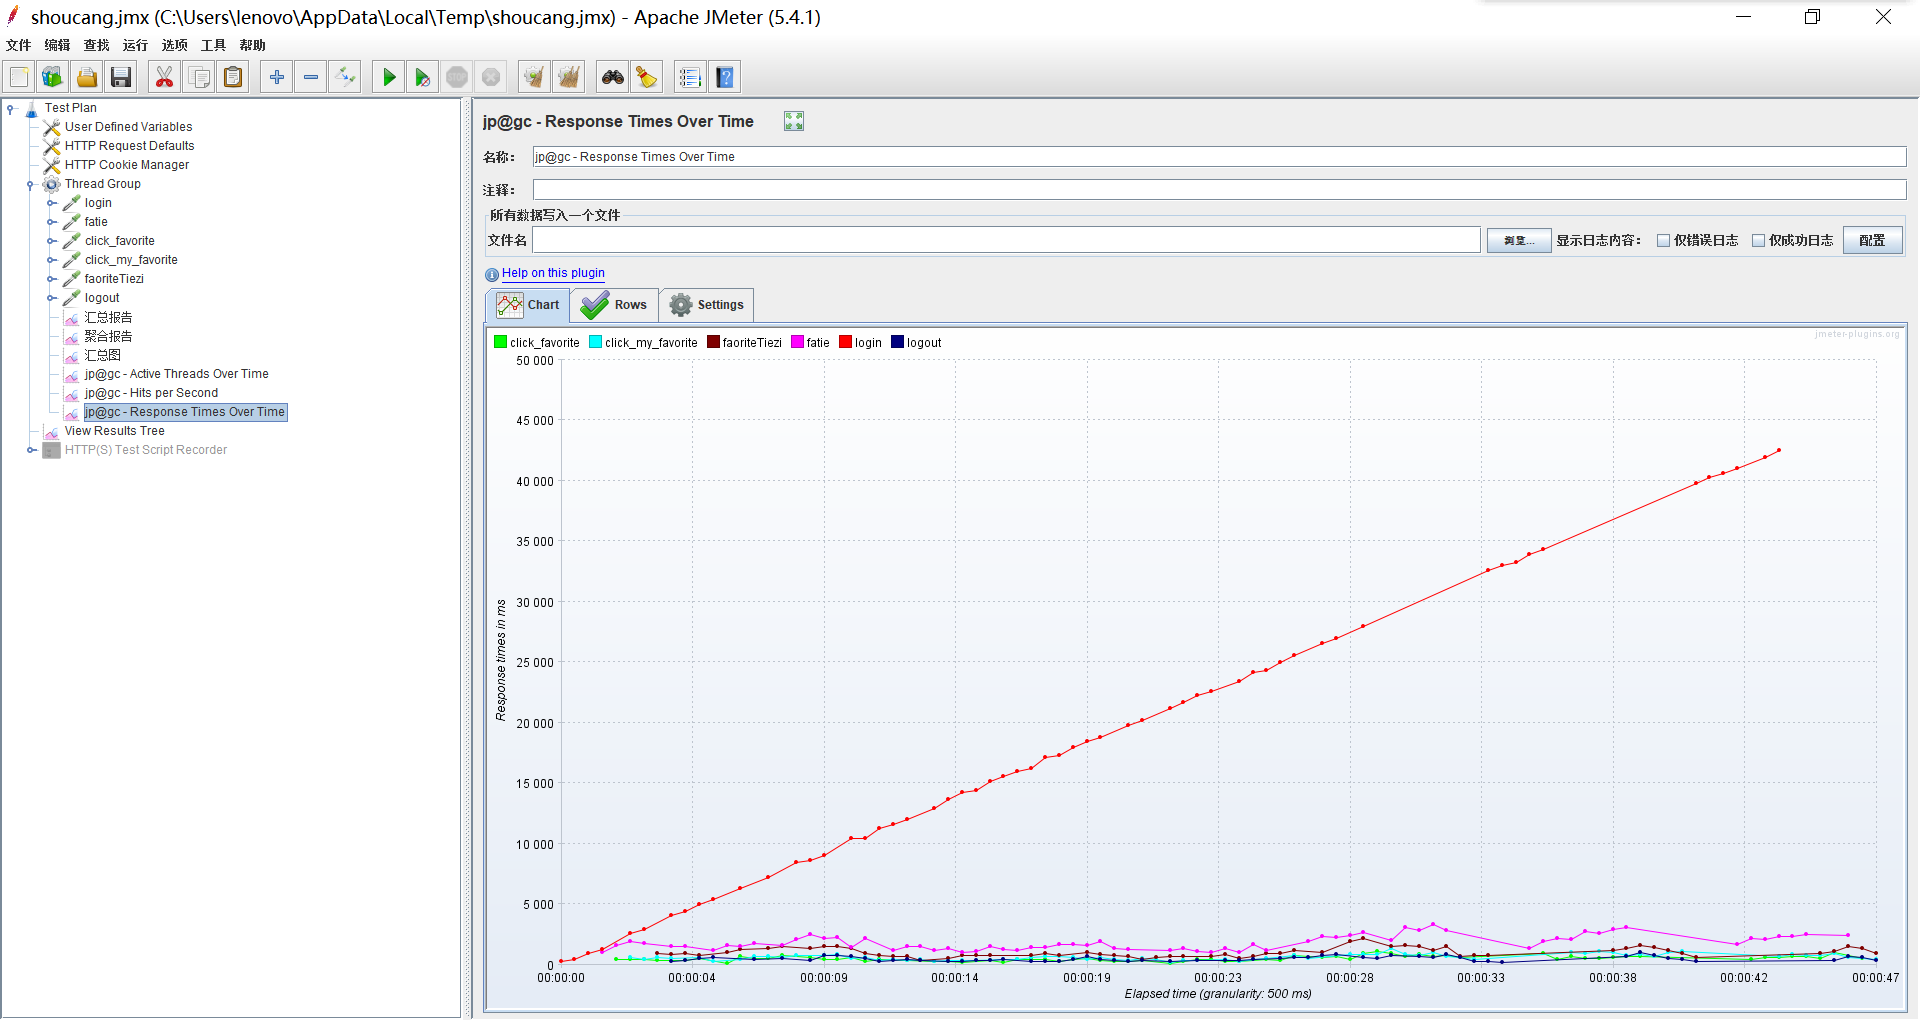 shoucang.jmx (C:\Users\lenovo\AppData\Local\Temp\shoucang.jmx) - Apache JMeter (5.4.1)
文件 编辑 查找 运行 选项 工具 帮助
STOP
Test Plan
User Defined Variables
HTTP Request Defaults
HTTP Cookie Manager
Thread Group
login
fatie
click_favorite
click_my_favorite
faoriteTiezi
logout
汇总报告
聚合报告
汇总图
jp@gc - Active Threads Over Time
jp@gc - Hits per Second
jp@gc - Response Times Over Time
View Results Tree
HTTP(S) Test Script Recorder
jp@gc - Response Times Over Time
名称： jp@gc - Response Times Over Time
注释：
所有数据写入一个文件
文件名 浏览... 显示日志内容： 仅错误日志 仅成功日志 配置
Help on this plugin
Chart Rows Settings
jmeter-plugins.org
click_favorite click_my_favorite faoriteTiezi fatie login logout
50 000
45 000
40 000
35 000
30 000
25 000
20 000
15 000
10 000
5 000
0
Response times in ms
00:00:00 00:00:04 00:00:09 00:00:14 00:00:19 00:00:23 00:00:28 00:00:33 00:00:38 00:00:42 00:00:47
Elapsed time (granularity: 500 ms)